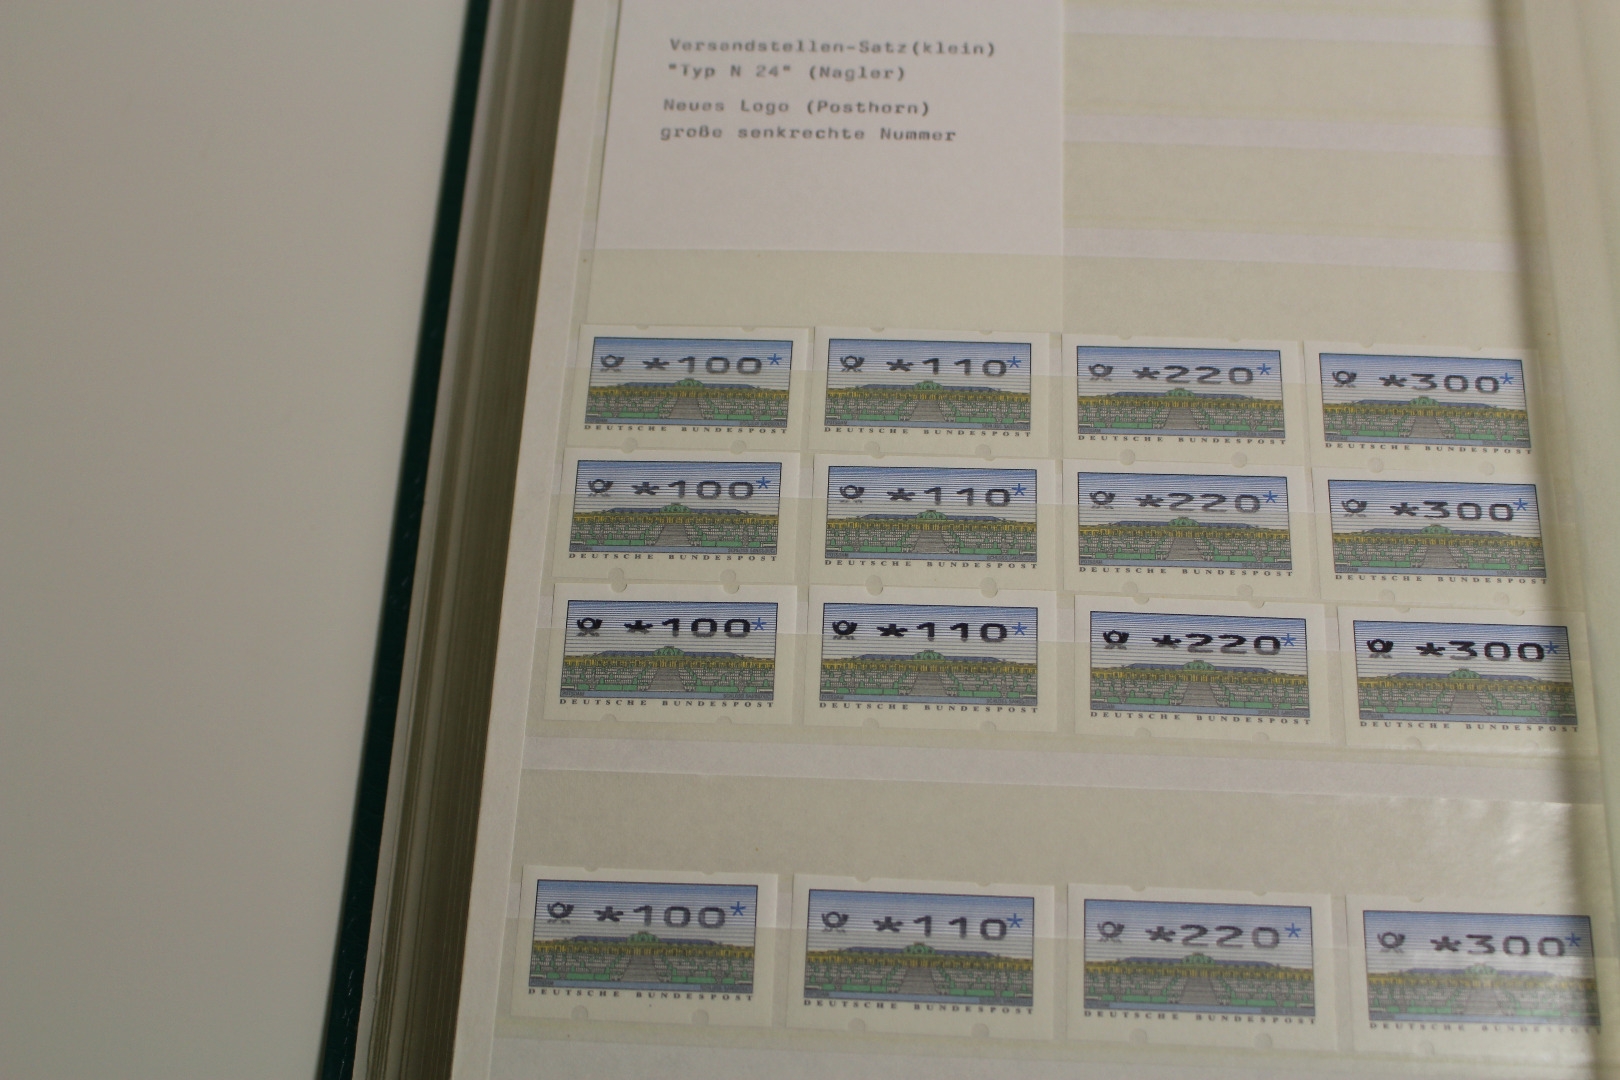 Versandstellen-Satz(klein)
"Typ N 24" (Nagler)
Neues Logo (Posthorn)
große senkrechte Nummer
*100* *110* *220* *300*
DEUTSCHE BUNDESPOST DEUTSCHE BUNDESPOST DEUTSCHE BUNDESPOST DEUTSCHE BUNDESPOST
*100* *110* *220* *300*
DEUTSCHE BUNDESPOST DEUTSCHE BUNDESPOST DEUTSCHE BUNDESPOST DEUTSCHE BUNDESPOST
*100* *110* *220* *300*
DEUTSCHE BUNDESPOST DEUTSCHE BUNDESPOST DEUTSCHE BUNDESPOST DEUTSCHE BUNDESPOST
*100* *110* *220* *300*
DEUTSCHE BUNDESPOST DEUTSCHE BUNDESPOST DEUTSCHE BUNDESPOST DEUTSCHE BUNDESPOST